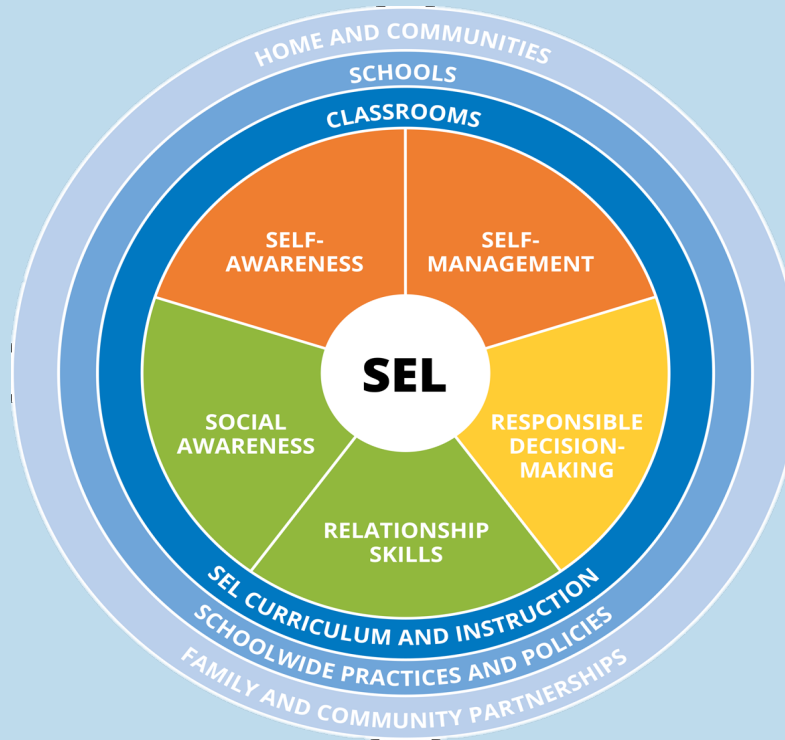 HOME AND COMMUNITIES
SCHOOLS
CLASSROOMS
SELF-
AWARENESS
SELF-
MANAGEMENT
SEL
SOCIAL
AWARENESS
RESPONSIBLE
DECISION-
MAKING
RELATIONSHIP
SKILLS
SEL CURRICULUM AND INSTRUCTION
SCHOOLWIDE PRACTICES AND POLICIES
FAMILY AND COMMUNITY PARTNERSHIPS